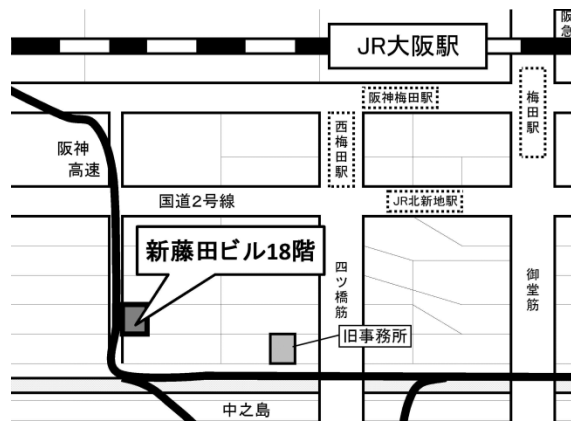 阪急
JR大阪駅
阪神梅田駅
梅田駅
西梅田駅
阪神
高速
国道2号線
JR北新地駅
新藤田ビル18階
四ツ橋筋
御堂筋
旧事務所
中之島